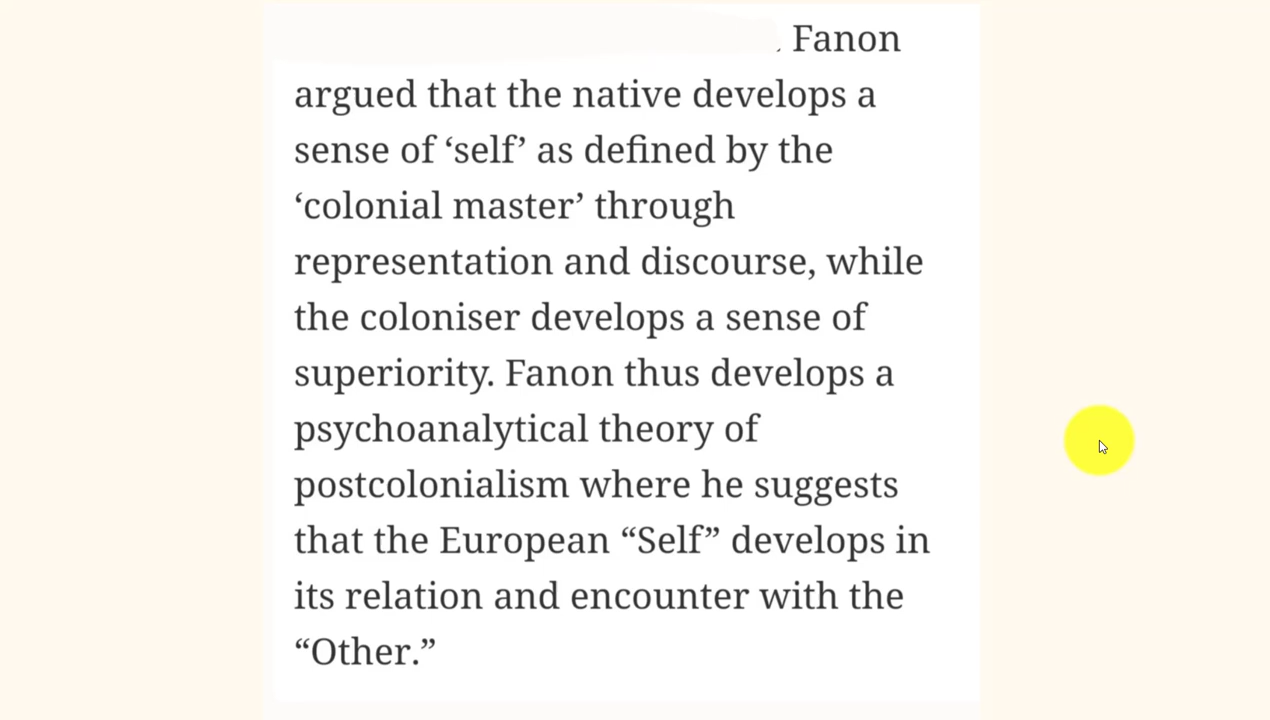 Fanon
argued that the native develops a
sense of ‘self’ as defined by the
‘colonial master’ through
representation and discourse, while
the coloniser develops a sense of
superiority. Fanon thus develops a
psychoanalytical theory of
postcolonialism where he suggests
that the European “Self” develops in
its relation and encounter with the
“Other.”